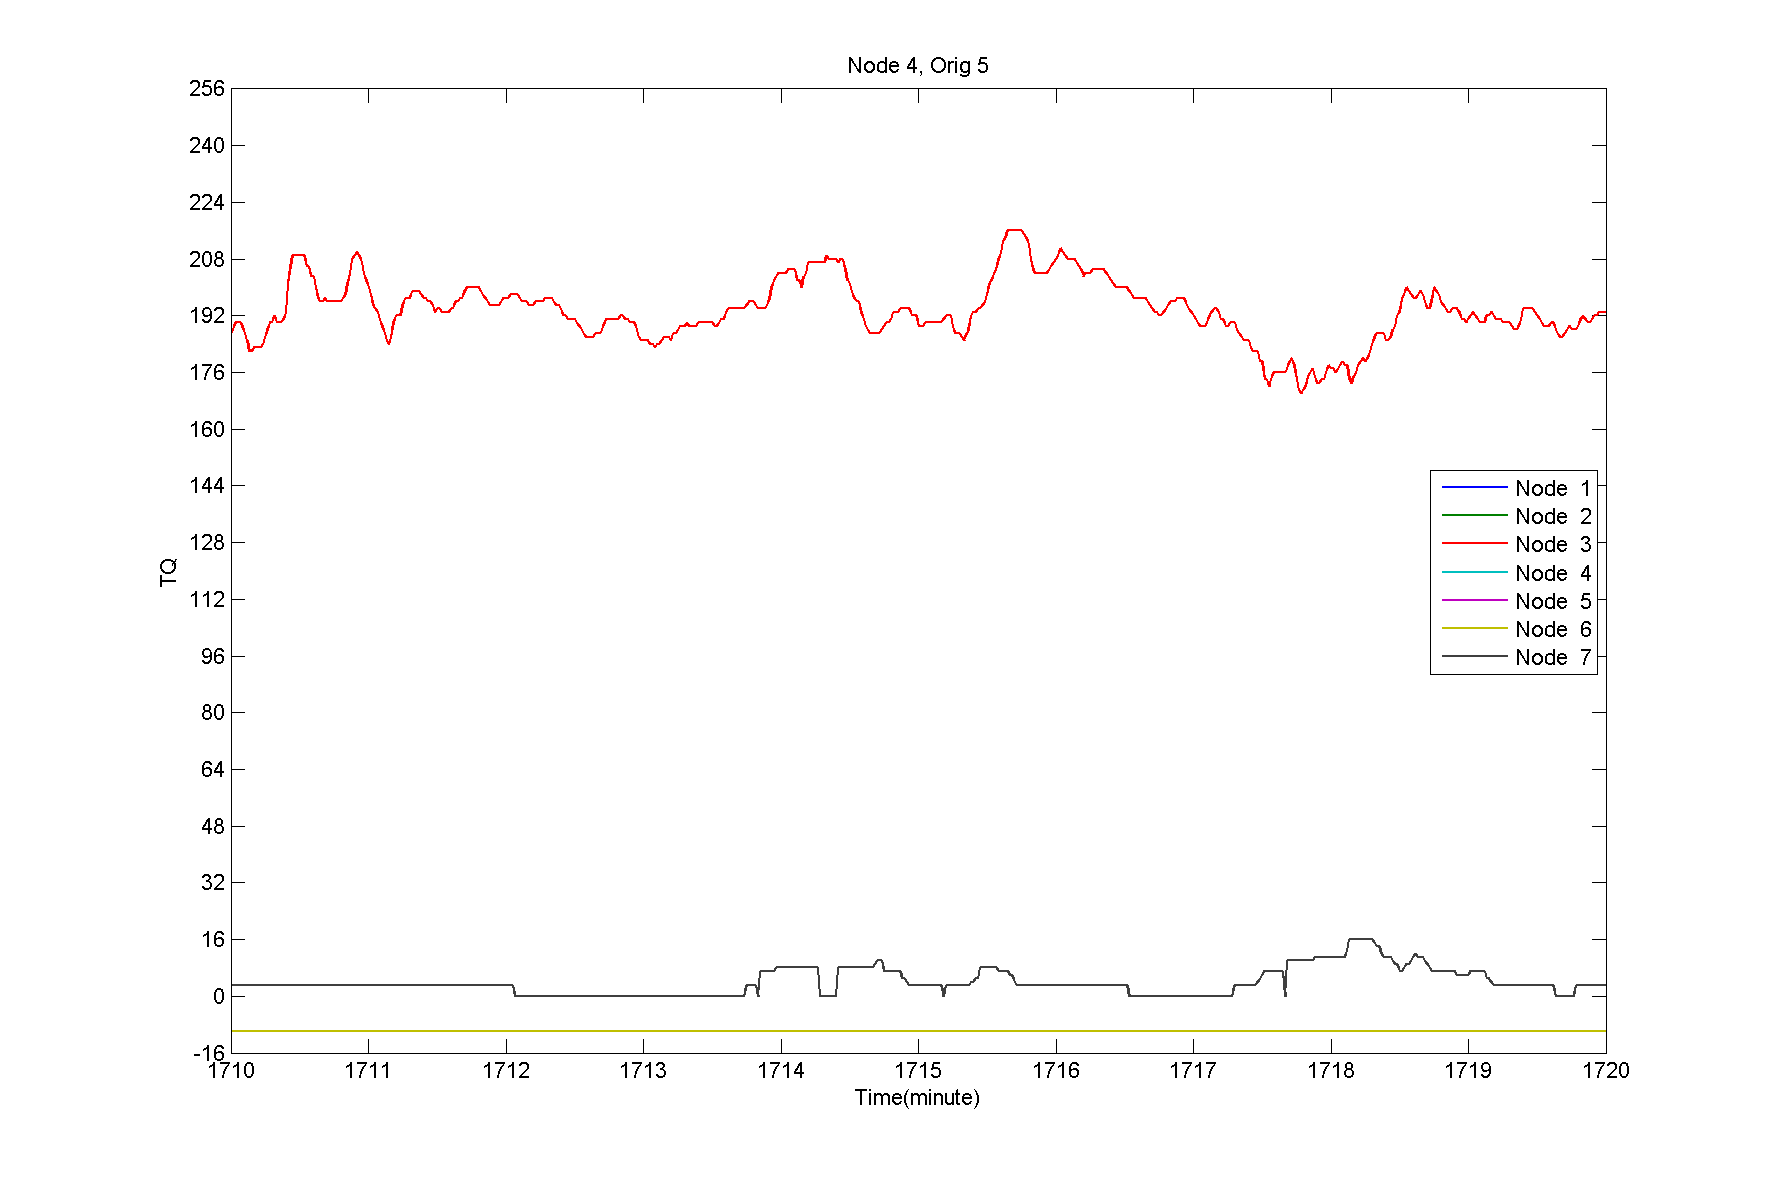 Node 4, Orig 5
256
240
224
208
192
176
160
144
128
112
96
80
64
48
32
16
0
-16
TQ
Node 1
Node 2
Node 3
Node 4
Node 5
Node 6
Node 7
1710 1711 1712 1713 1714 1715 1716 1717 1718 1719 1720
Time(minute)